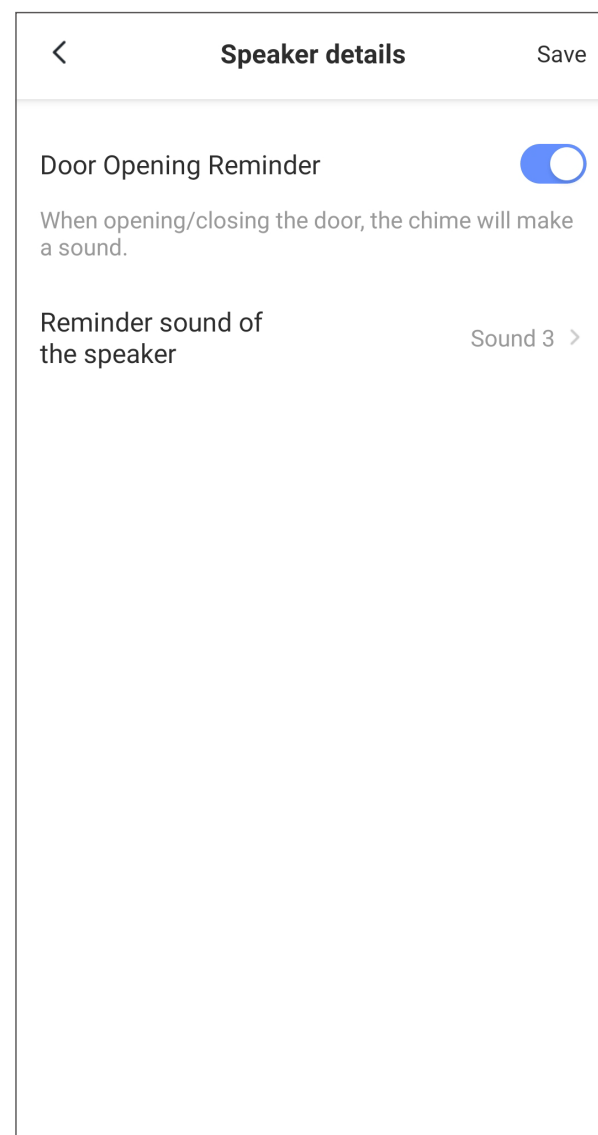 Speaker details Save
Door Opening Reminder
When opening/closing the door, the chime will make
a sound.
Reminder sound of
the speaker
Sound 3